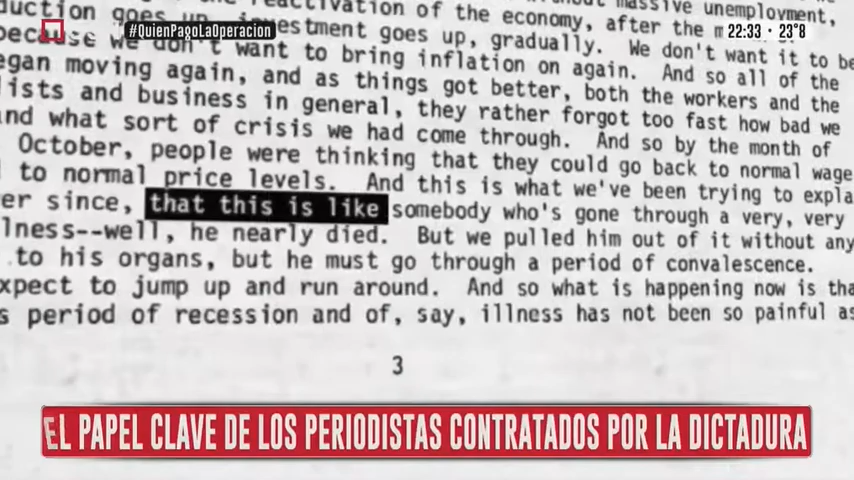 duction goes up, investment goes up, gradually. We don't want it to be
reactivation of the economy, after the
massive unemployment,
#QuienPagoLaOperacion
22:33 · 23°8
because we don't want to bring inflation on again. And so all of the
egan moving again, and as things got better, both the workers and the
lists and business in general, they rather forgot too fast how bad we
nd what sort of crisis we had come through. And so by the month of
October, people were thinking that they could go back to normal wage
to normal price levels. And this is what we've been trying to expla
er since, that this is like somebody who's gone through a very, very
lness--well, he nearly died. But we pulled him out of it without any
to his organs, but he must go through a period of convalescence.
xpect to jump up and run around. And so what is happening now is tha
s period of recession and of, say, illness has not been so painful as
3
EL PAPEL CLAVE DE LOS PERIODISTAS CONTRATADOS POR LA DICTADURA